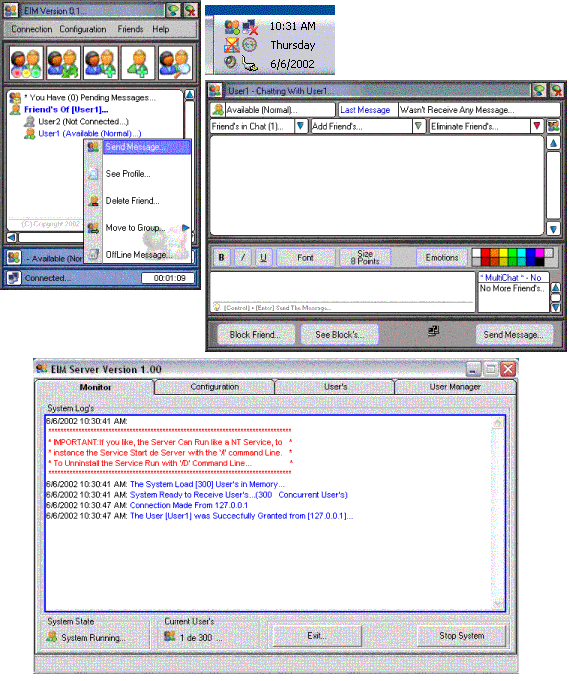 EIM Version 0.1...
Connection Configuration Friends Help
* You Have (0) Pending Messages...
Friend's Of [User1]...
User2 (Not Connected...)
User1 (Available (Normal)...)
Send Message...
See Profile...
Delete Friend...
Move to Group...
OffLine Message...
(C) Copyright 2002
- Available (Nor
Connected... 00:01:09
10:31 AM
Thursday
6/6/2002
User1 - Chatting With User1...
Available (Normal)... Last Message Wasn't Receive Any Message...
Friend's in Chat (1)... Add Friend's... Eliminate Friend's...
B I U Font Size Emotions
8 Points
* MultiChat * - No
No More Friend's..
[Control] + [Enter] Send The Message...
Block Friend... See Block's... Send Message...
EIM Server Version 1.00
Monitor Configuration User's User Manager
System Log's
6/6/2002 10:30:41 AM:
* IMPORTANT:If you like, the Server Can Run like a NT Service, to *
* instance the Service Start de Server with the '/I' command Line. *
* To Unninstall the Service Run with '/D' Command Line... *
6/6/2002 10:30:41 AM: The System Load [300] User's in Memory...
6/6/2002 10:30:41 AM: System Ready to Receive User's...(300 Concurrent User's)
6/6/2002 10:30:47 AM: Connection Made From 127.0.0.1
6/6/2002 10:30:47 AM: The User [User1] was Succecfully Granted from [127.0.0.1]...
System State Current User's
System Running... 1 de 300 ... Exit... Stop System